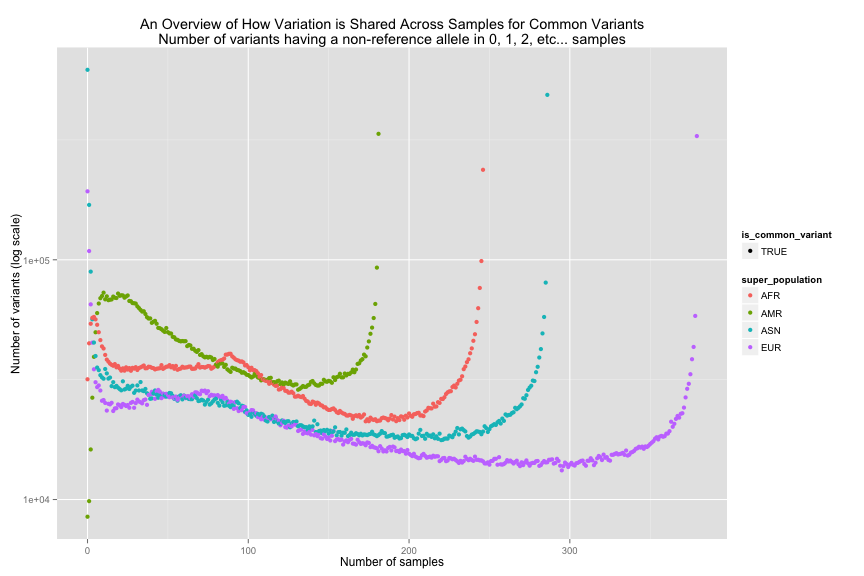 An Overview of How Variation is Shared Across Samples for Common Variants
Number of variants having a non-reference allele in 0, 1, 2, etc... samples
Number of variants (log scale)
1e+05
1e+04
0
100
200
300
Number of samples
is_common_variant
TRUE
super_population
AFR
AMR
ASN
EUR